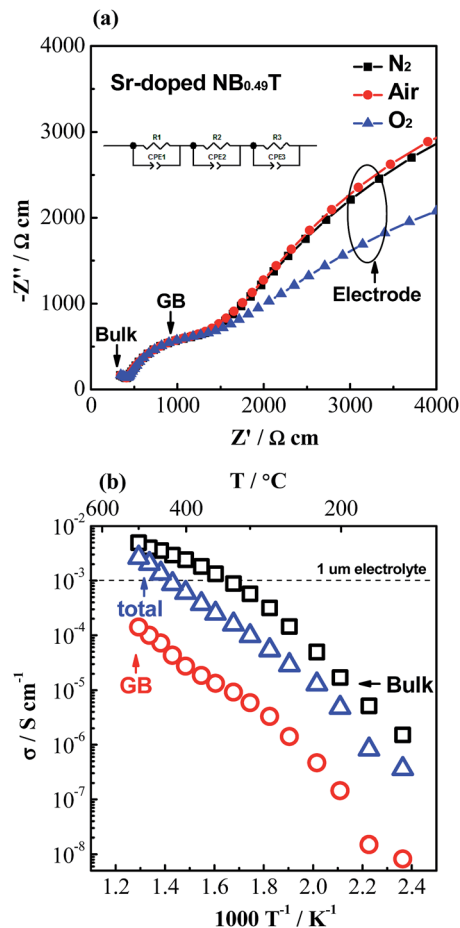 (a)
-Z'' / Ω cm
4000
3000
2000
1000
0
Sr-doped NB0.49T
N2
Air
O2
R1
R2
R3
CPE1
CPE2
CPE3
GB
Bulk
Electrode
0
1000
2000
3000
4000
Z' / Ω cm
(b)
T / °C
600
400
200
σ / S cm-1
10-2
10-3
10-4
10-5
10-6
10-7
10-8
1 um electrolyte
total
GB
Bulk
1.2
1.4
1.6
1.8
2.0
2.2
2.4
1000 T-1 / K-1